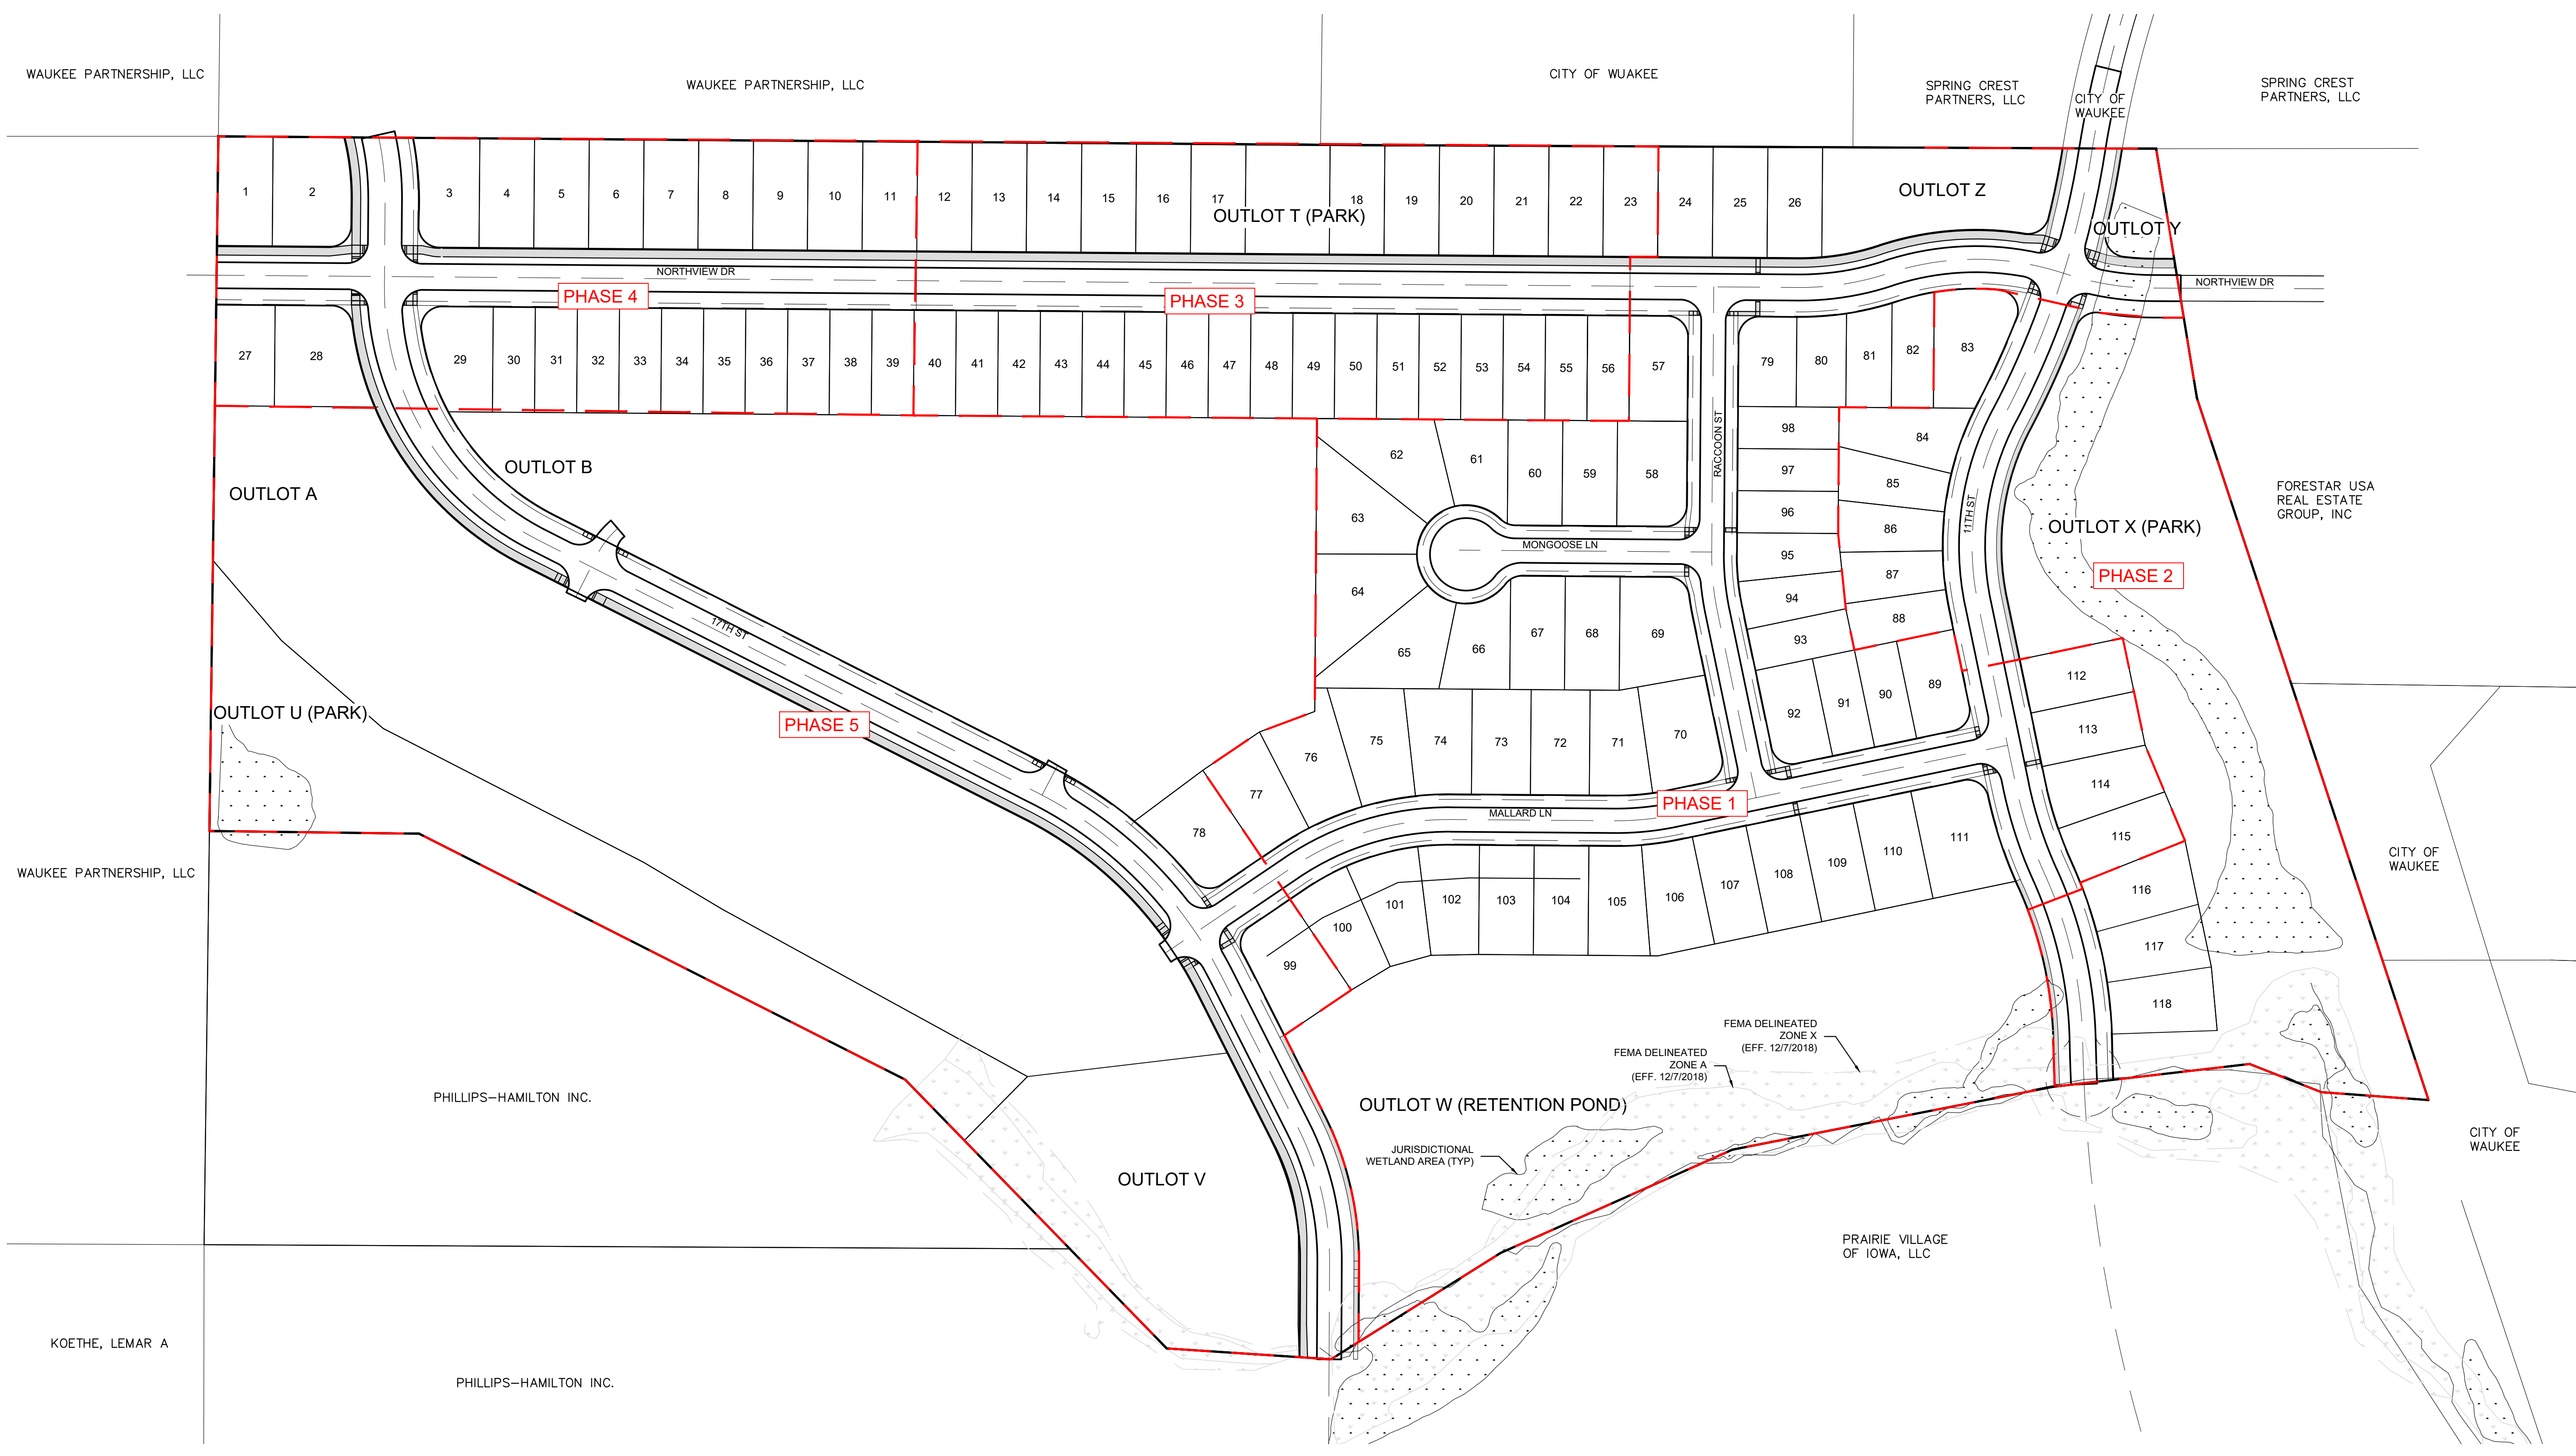 WAUKEE PARTNERSHIP, LLC
WAUKEE PARTNERSHIP, LLC
CITY OF WUAKEE
SPRING CREST
PARTNERS, LLC
CITY OF
WAUKEE
SPRING CREST
PARTNERS, LLC
1
2
3
4
5
6
7
8
9
10
11
12
13
14
15
16
17
OUTLOT T (PARK)
18
19
20
21
22
23
24
25
26
OUTLOT Z
OUTLOT Y
NORTHVIEW DR
NORTHVIEW DR
PHASE 4
PHASE 3
27
28
29
30
31
32
33
34
35
36
37
38
39
40
41
42
43
44
45
46
47
48
49
50
51
52
53
54
55
56
57
79
80
81
82
83
RACCOON ST
98
97
96
95
94
93
84
85
86
87
88
11TH ST
62
61
60
59
58
63
MONGOOSE LN
64
65
66
67
68
69
OUTLOT B
OUTLOT A
OUTLOT X (PARK)
PHASE 2
FORESTAR USA
REAL ESTATE
GROUP, INC
17TH ST
OUTLOT U (PARK)
PHASE 5
92
91
90
89
112
113
114
115
116
117
118
78
77
76
75
74
73
72
71
70
MALLARD LN
PHASE 1
99
100
101
102
103
104
105
106
107
108
109
110
111
WAUKEE PARTNERSHIP, LLC
CITY OF
WAUKEE
FEMA DELINEATED
ZONE X
(EFF. 12/7/2018)
FEMA DELINEATED
ZONE A
(EFF. 12/7/2018)
OUTLOT W (RETENTION POND)
JURISDICTIONAL
WETLAND AREA (TYP)
PHILLIPS-HAMILTON INC.
OUTLOT V
CITY OF
WAUKEE
PRAIRIE VILLAGE
OF IOWA, LLC
KOETHE, LEMAR A
PHILLIPS-HAMILTON INC.